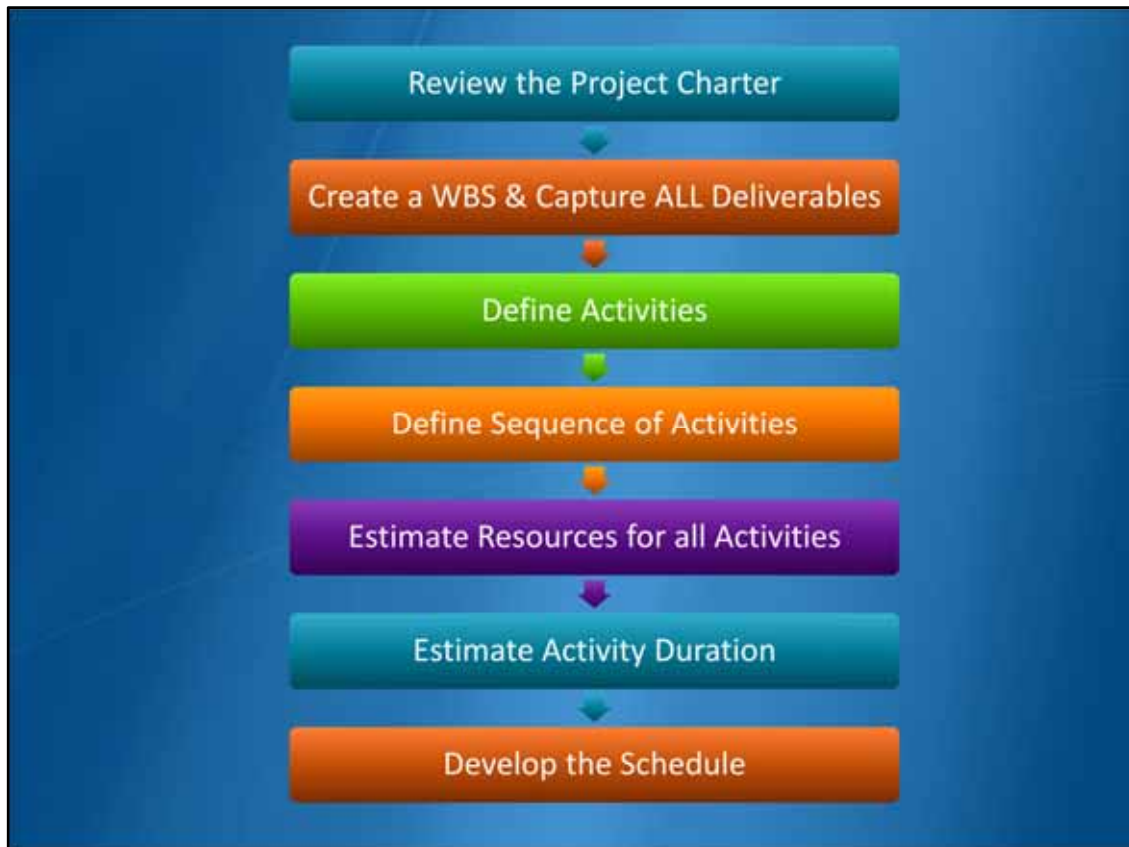 Review the Project Charter
Create a WBS & Capture ALL Deliverables
Define Activities
Define Sequence of Activities
Estimate Resources for all Activities
Estimate Activity Duration
Develop the Schedule